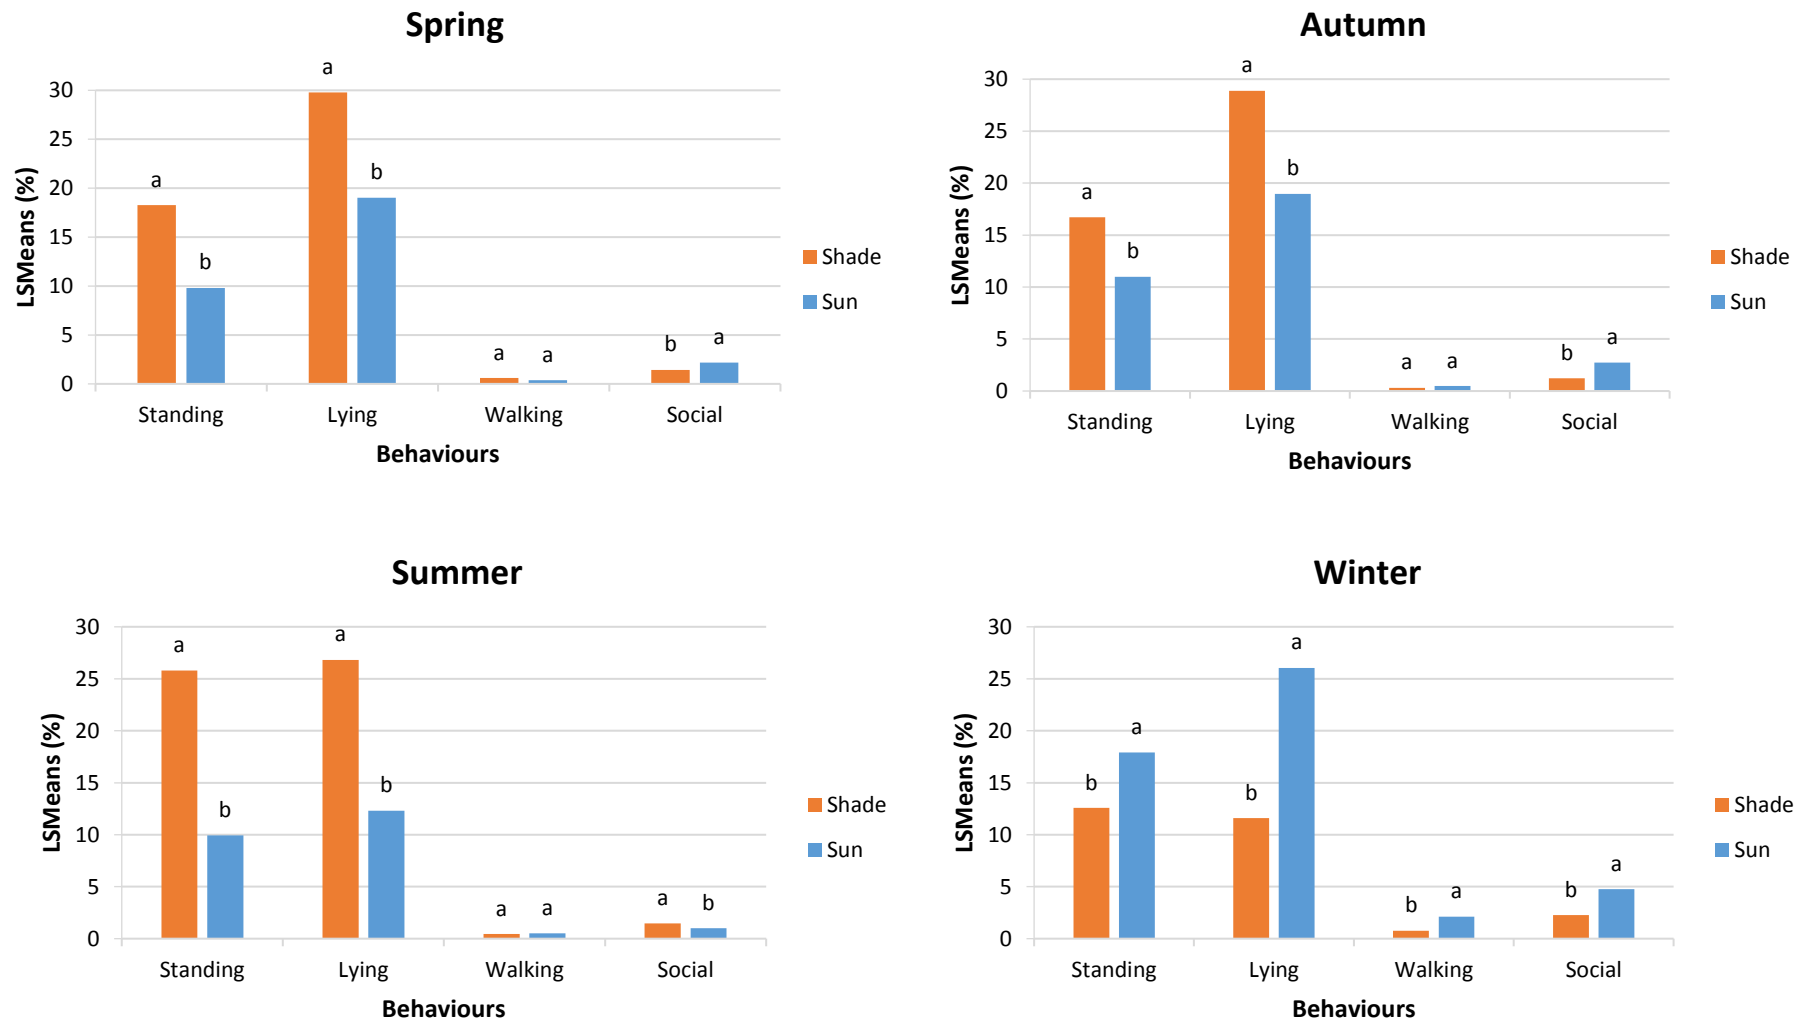 Spring
a
30
a
25
b
20
15
b
10
5
a
a
b
a
0
LSMeans (%)
Standing
Lying
Walking
Social
Behaviours
Shade
Sun
Autumn
a
30
25
a
b
20
15
b
10
5
a
a
b
a
0
LSMeans (%)
Standing
Lying
Walking
Social
Behaviours
Shade
Sun
Summer
30
a
a
25
20
15
b
b
10
5
a
a
a
b
0
LSMeans (%)
Standing
Lying
Walking
Social
Behaviours
Shade
Sun
Winter
30
a
25
20
a
15
b
b
10
5
b
a
b
a
0
LSMeans (%)
Standing
Lying
Walking
Social
Behaviours
Shade
Sun